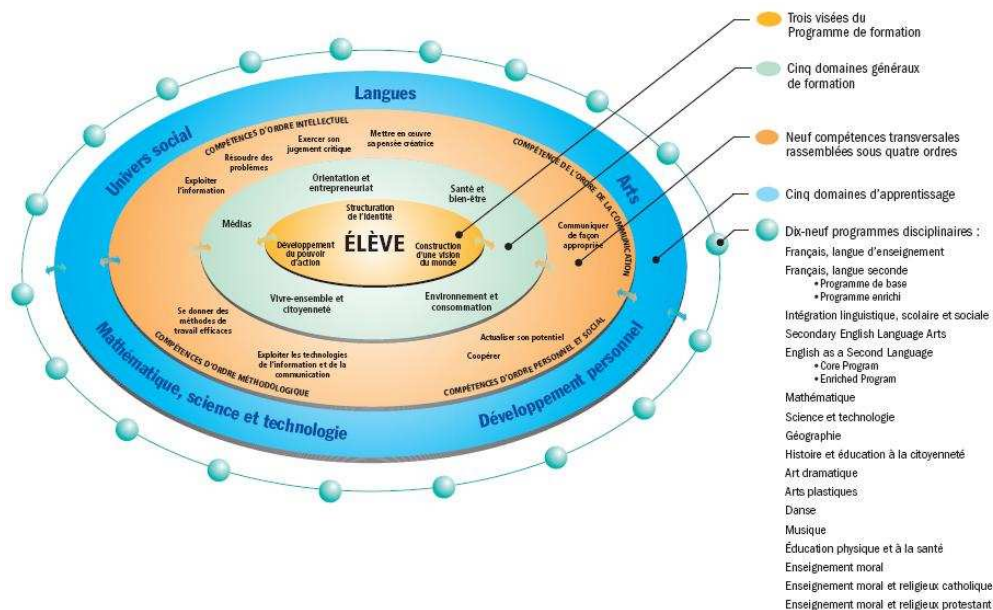 Trois visées du
Programme de formation
Cinq domaines généraux
de formation
Neuf compétences transversales
rassemblées sous quatre ordres
Cinq domaines d'apprentissage
Dix-neuf programmes disciplinaires :
Français, langue d'enseignement
Français, langue seconde
• Programme de base
• Programme enrichi
Intégration linguistique, scolaire et sociale
Secondary English Language Arts
English as a Second Language
• Core Program
• Enriched Program
Mathématique
Science et technologie
Géographie
Histoire et éducation à la citoyenneté
Art dramatique
Arts plastiques
Danse
Musique
Éducation physique et à la santé
Enseignement moral
Enseignement moral et religieux catholique
Enseignement moral et religieux protestant
Langues
Univers social
Arts
Mathématique, science et technologie
Développement personnel
COMPÉTENCES D'ORDRE INTELLECTUEL
Exploiter
l'information
Résoudre des
problèmes
Exercer son
jugement critique
Mettre en œuvre
sa pensée créatrice
COMPÉTENCE DE L'ORDRE DE LA COMMUNICATION
Communiquer
de façon
appropriée
COMPÉTENCES D'ORDRE MÉTHODOLOGIQUE
Se donner des
méthodes de
travail efficaces
Exploiter les technologies
de l'information et de la
communication
COMPÉTENCES D'ORDRE PERSONNEL ET SOCIAL
Actualiser son potentiel
Coopérer
Orientation et
entrepreneuriat
Santé et
bien-être
Médias
Vivre-ensemble et
citoyenneté
Environnement et
consommation
Structuration
de l'identité
ÉLÈVE
Développement
du pouvoir
d'action
Construction
d'une vision
du monde